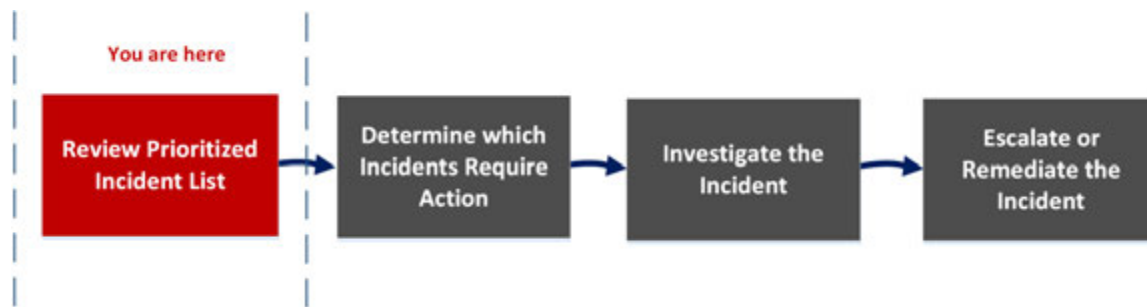 You are here
Review Prioritized
Incident List
Determine which
Incidents Require
Action
Investigate the
Incident
Escalate or
Remediate the
Incident